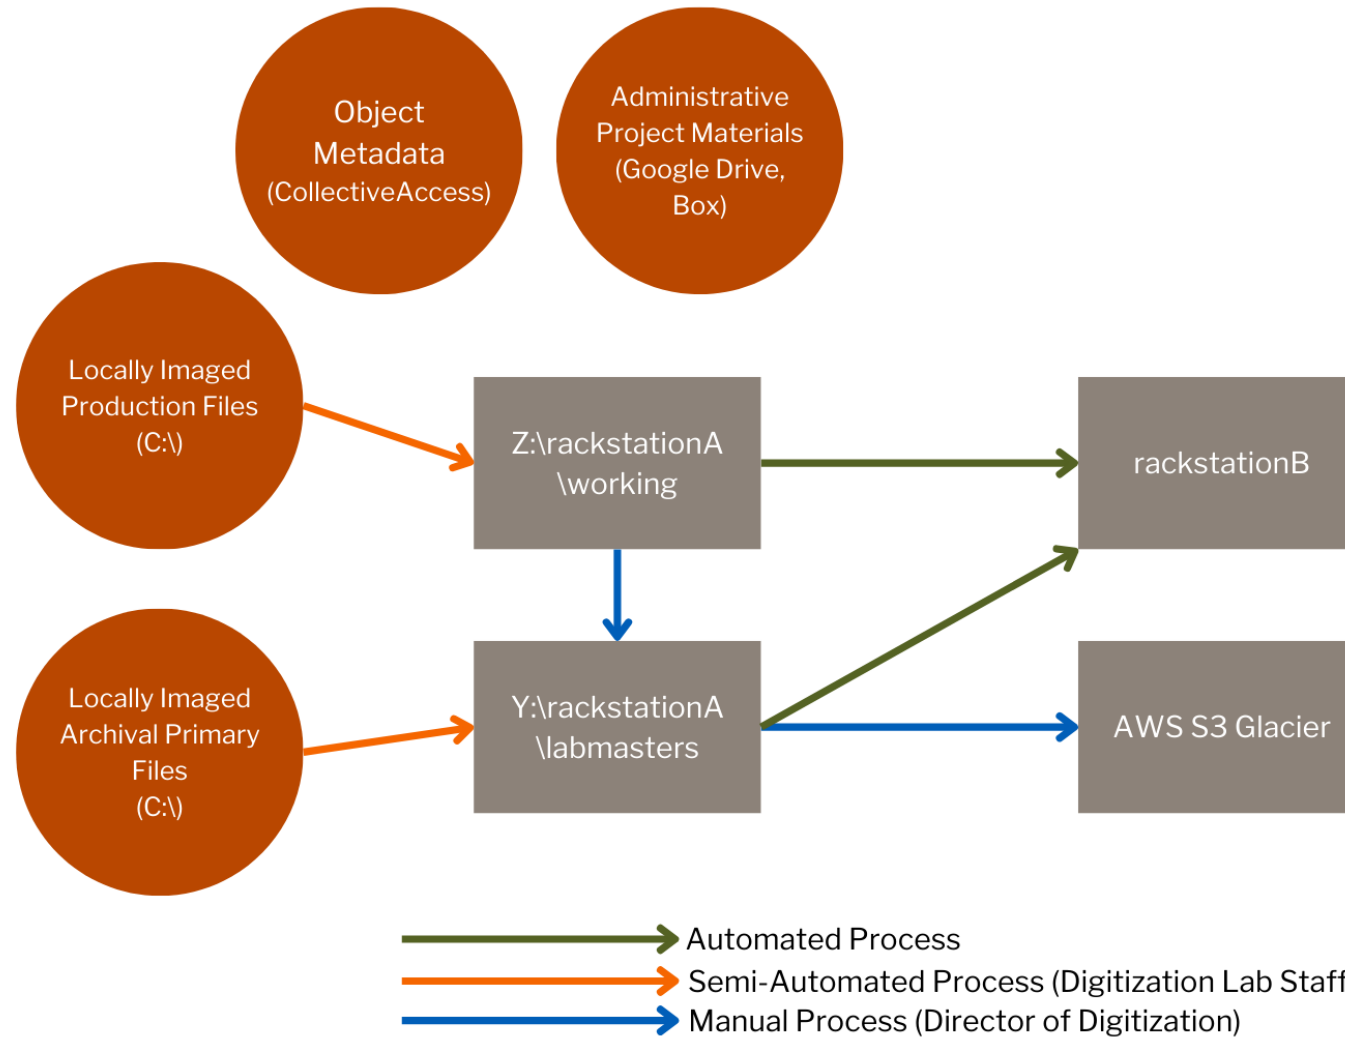 Object
Metadata
(CollectiveAccess)
Administrative
Project Materials
(Google Drive,
Box)
Locally Imaged
Production Files
(C:\)
Z:\rackstationA
\working
rackstationB
Locally Imaged
Archival Primary
Files
(C:\)
Y:\rackstationA
\labmasters
AWS S3 Glacier
Automated Process
Semi-Automated Process (Digitization Lab Staff
Manual Process (Director of Digitization)